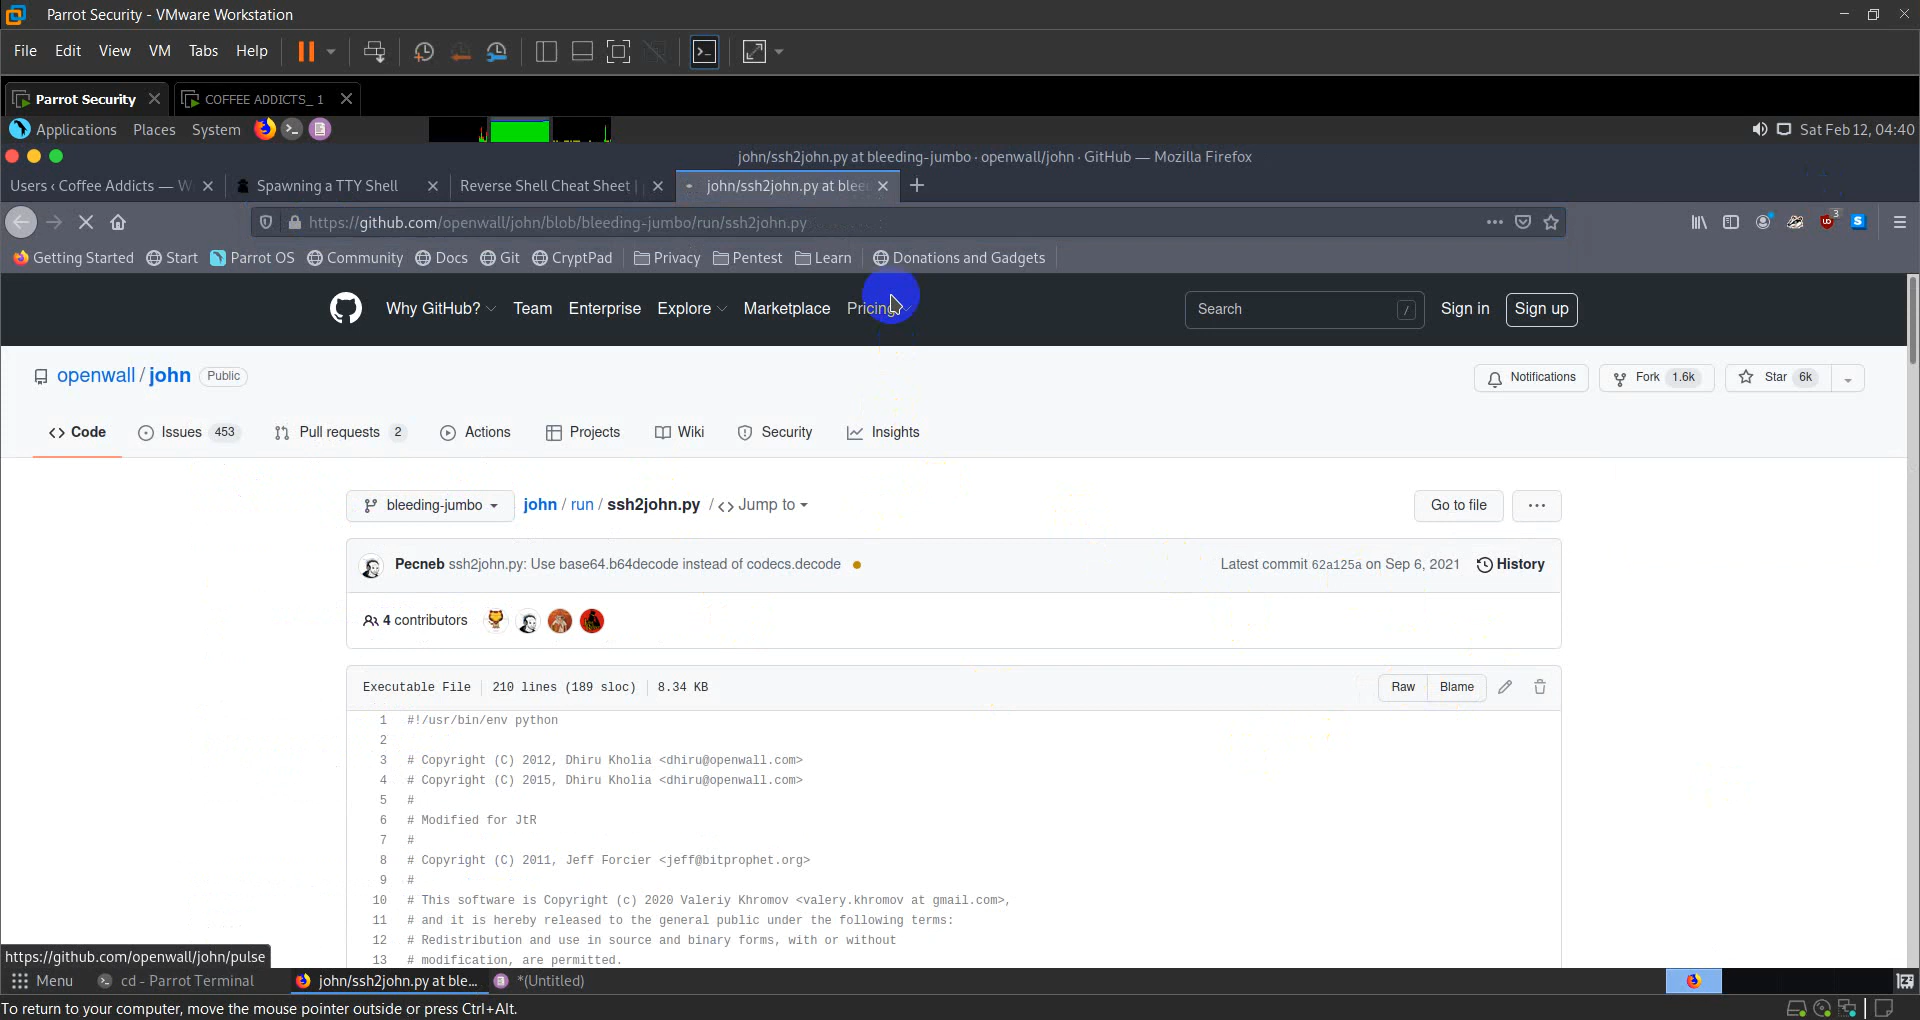 Parrot Security - VMware Workstation
File Edit View VM Tabs Help
Parrot Security COFFEE ADDICTS_ 1
Applications Places System Sat Feb 12, 04:40
john/ssh2john.py at bleeding-jumbo · openwall/john · GitHub — Mozilla Firefox
Users ‹ Coffee Addicts — W Spawning a TTY Shell Reverse Shell Cheat Sheet | john/ssh2john.py at blee
https://github.com/openwall/john/blob/bleeding-jumbo/run/ssh2john.py 3
Getting Started Start Parrot OS Community Docs Git CryptPad Privacy Pentest Learn Donations and Gadgets
Why GitHub? Team Enterprise Explore Marketplace Pricing Search / Sign in Sign up
openwall / john Public Notifications Fork 1.6k Star 6k
Code Issues 453 Pull requests 2 Actions Projects Wiki Security Insights
bleeding-jumbo john / run / ssh2john.py / <> Jump to Go to file ...
Pecneb ssh2john.py: Use base64.b64decode instead of codecs.decode Latest commit 62a125a on Sep 6, 2021 History
4 contributors
Executable File 210 lines (189 sloc) 8.34 KB Raw Blame
1 #!/usr/bin/env python
2
3 # Copyright (C) 2012, Dhiru Kholia <dhiru@openwall.com>
4 # Copyright (C) 2015, Dhiru Kholia <dhiru@openwall.com>
5 #
6 # Modified for JtR
7 #
8 # Copyright (C) 2011, Jeff Forcier <jeff@bitprophet.org>
9 #
10 # This software is Copyright (c) 2020 Valeriy Khromov <valery.khromov at gmail.com>,
11 # and it is hereby released to the general public under the following terms:
12 # Redistribution and use in source and binary forms, with or without
13 # modification, are permitted.
https://github.com/openwall/john/pulse
Menu cd - Parrot Terminal john/ssh2john.py at ble... *(Untitled)
To return to your computer, move the mouse pointer outside or press Ctrl+Alt.